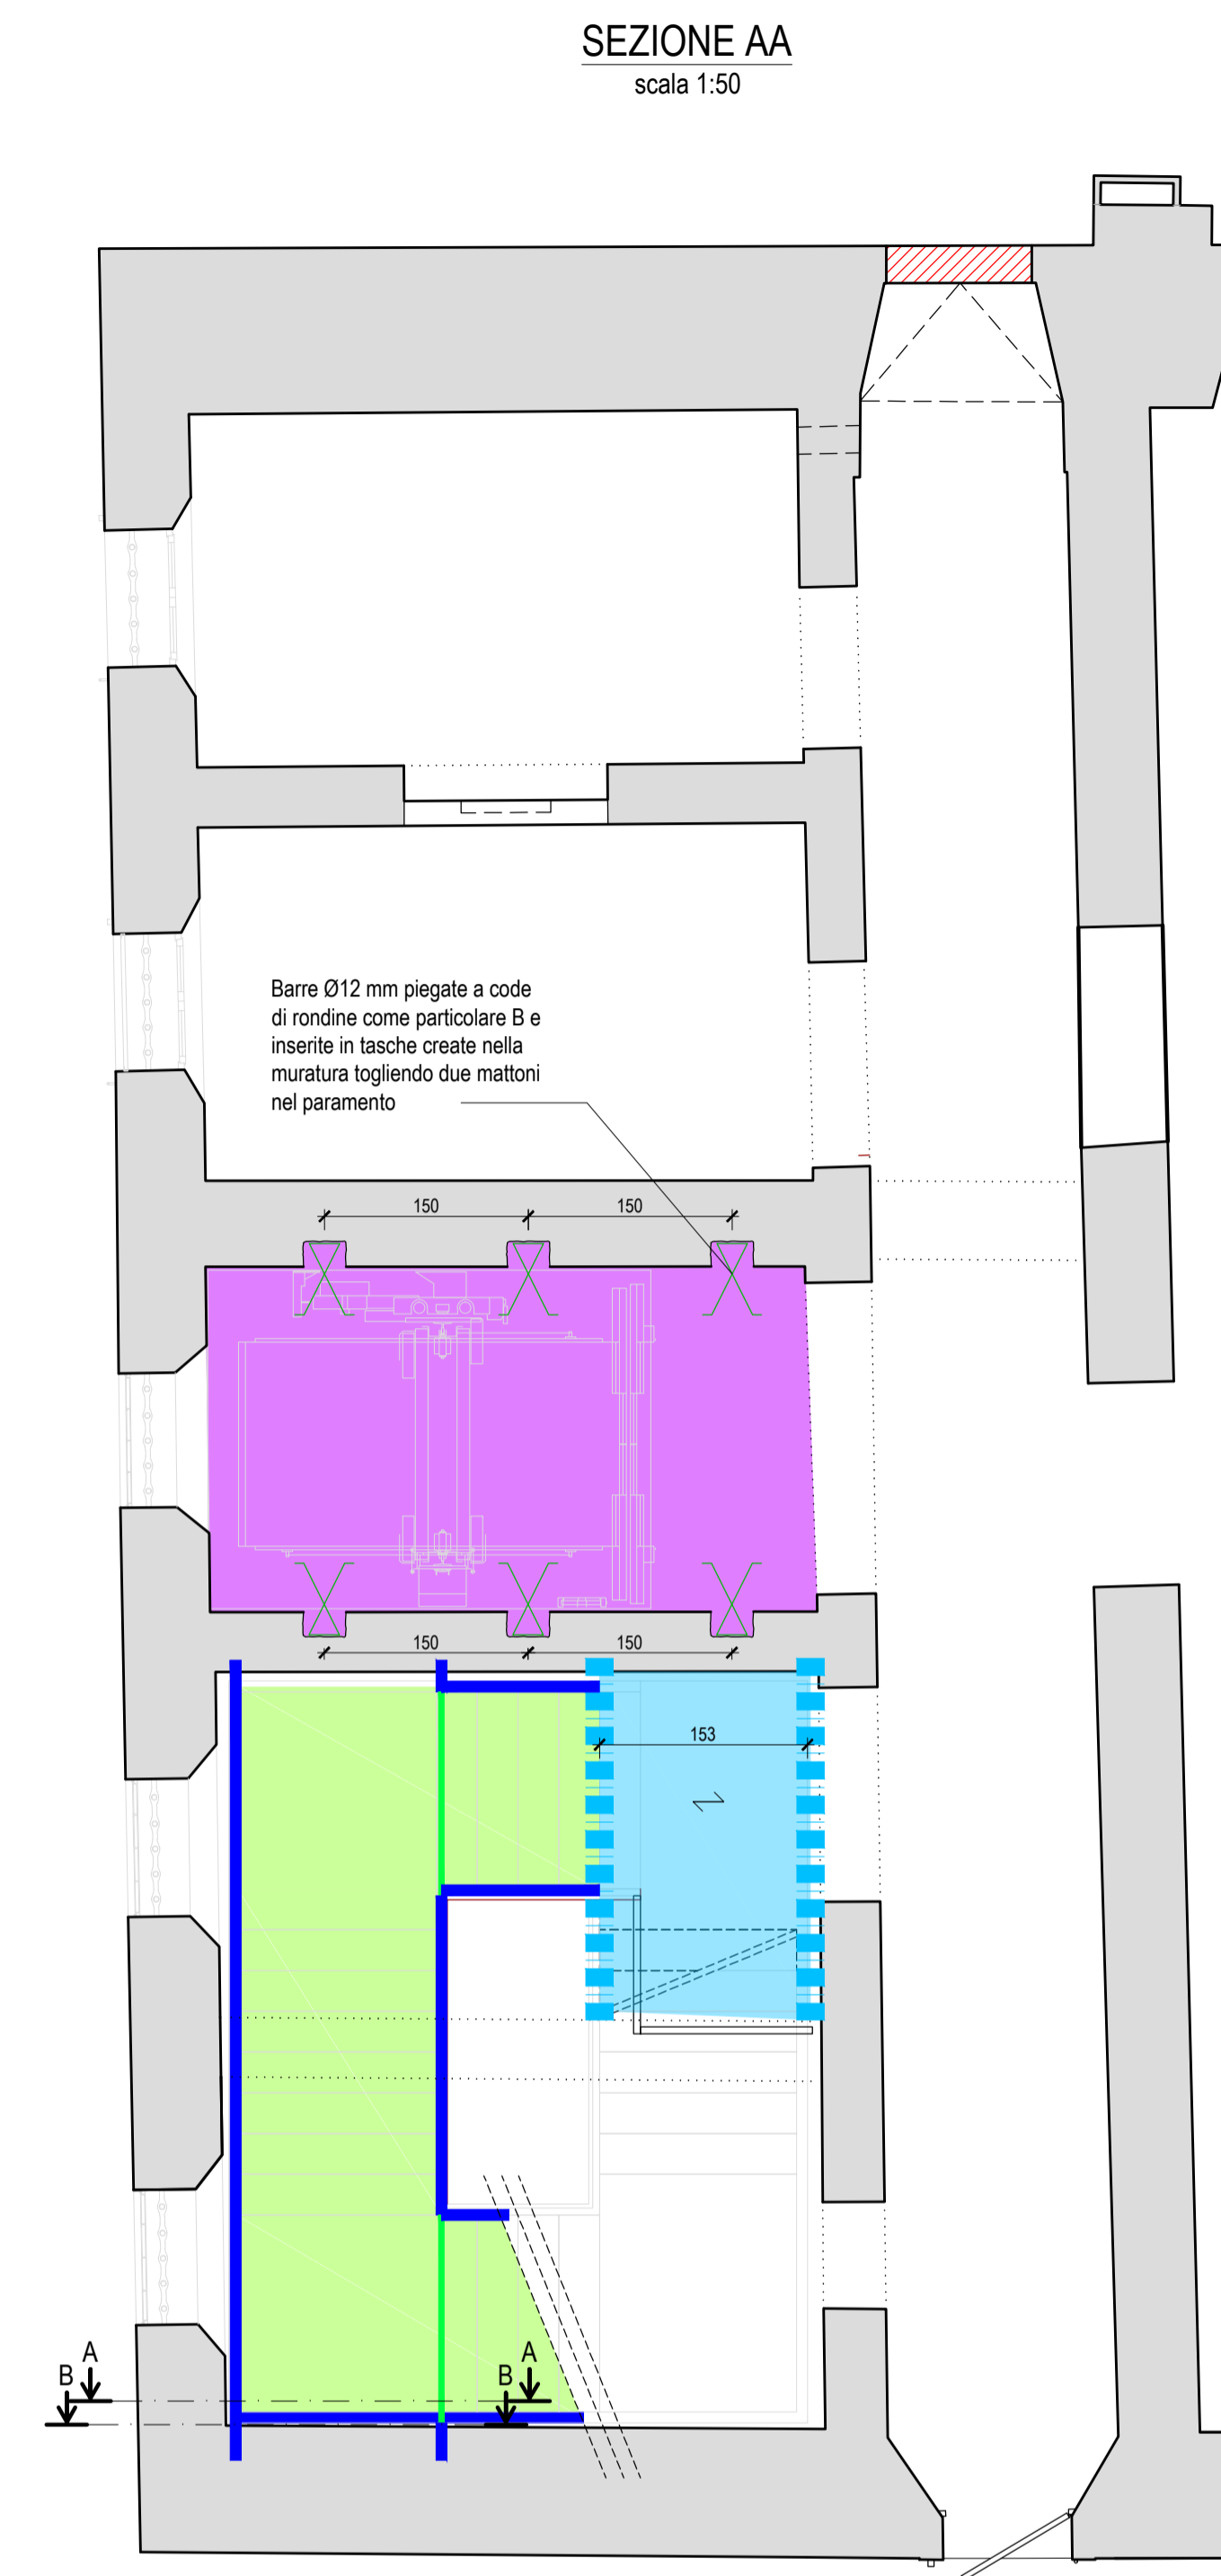 SEZIONE AA
scala 1:50
Barre Ø12 mm piegate a code
di rondine come particolare B e
inserite in tasche create nella
muratura togliendo due mattoni
nel paramento
150
150
150
150
153
A
A
B
B